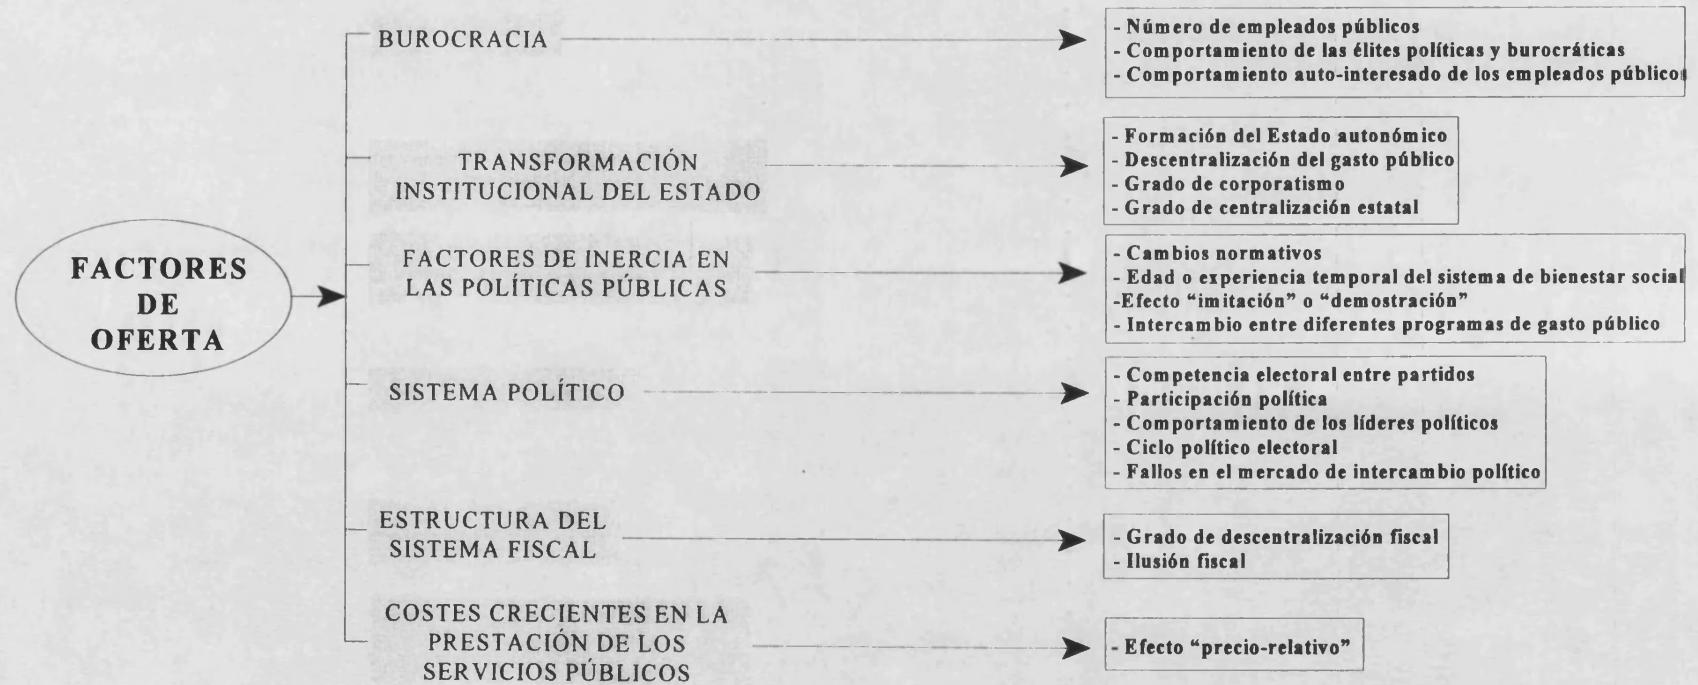 FACTORES
DE
OFERTA
BUROCRACIA
- Número de empleados públicos
- Comportamiento de las élites políticas y burocráticas
- Comportamiento auto-interesado de los empleados públicos
TRANSFORMACIÓN
INSTITUCIONAL DEL ESTADO
- Formación del Estado autonómico
- Descentralización del gasto público
- Grado de corporatismo
- Grado de centralización estatal
FACTORES DE INERCIA EN
LAS POLÍTICAS PÚBLICAS
- Cambios normativos
- Edad o experiencia temporal del sistema de bienestar social
-Efecto “imitación” o “demostración”
- Intercambio entre diferentes programas de gasto público
SISTEMA POLÍTICO
- Competencia electoral entre partidos
- Participación política
- Comportamiento de los líderes políticos
- Ciclo político electoral
- Fallos en el mercado de intercambio político
ESTRUCTURA DEL
SISTEMA FISCAL
- Grado de descentralización fiscal
- Ilusión fiscal
COSTES CRECIENTES EN LA
PRESTACIÓN DE LOS
SERVICIOS PÚBLICOS
- Efecto “precio-relativo”